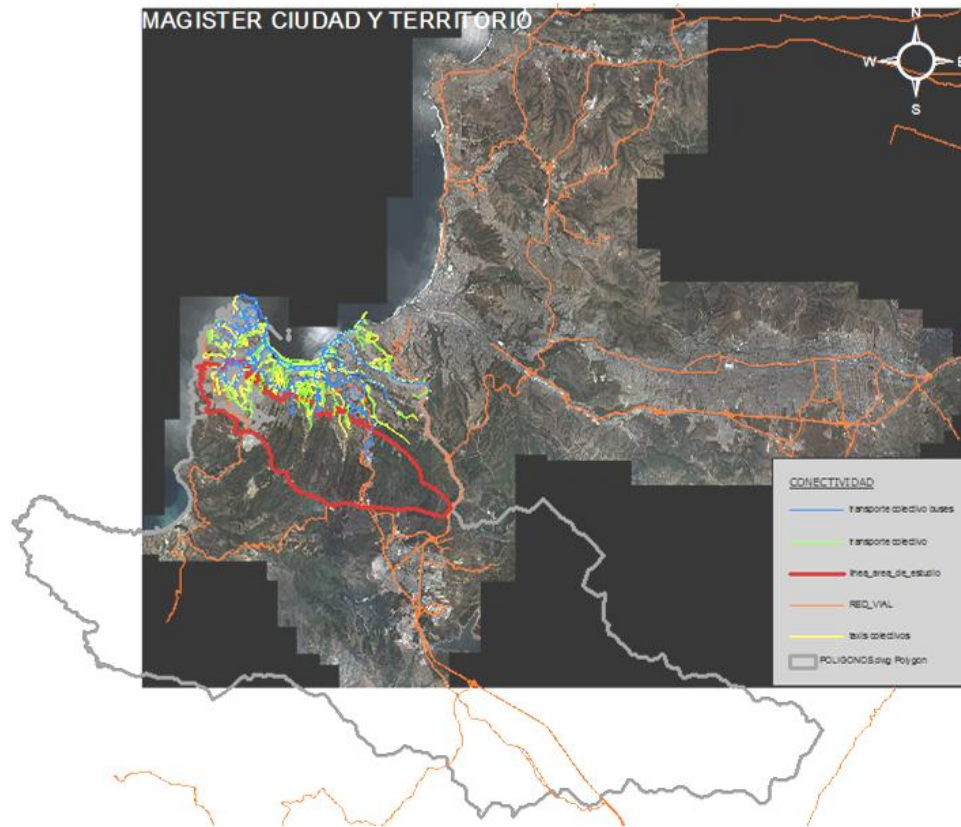 MAGISTER CIUDAD Y TERRITORIO
N
W E
S
CONECTIVIDAD
transporte colectivo buses
transporte colectivo
linea_area_de_estudio
RED_VIAL
taxis colectivos
POLIGONOS.dwg Polygon